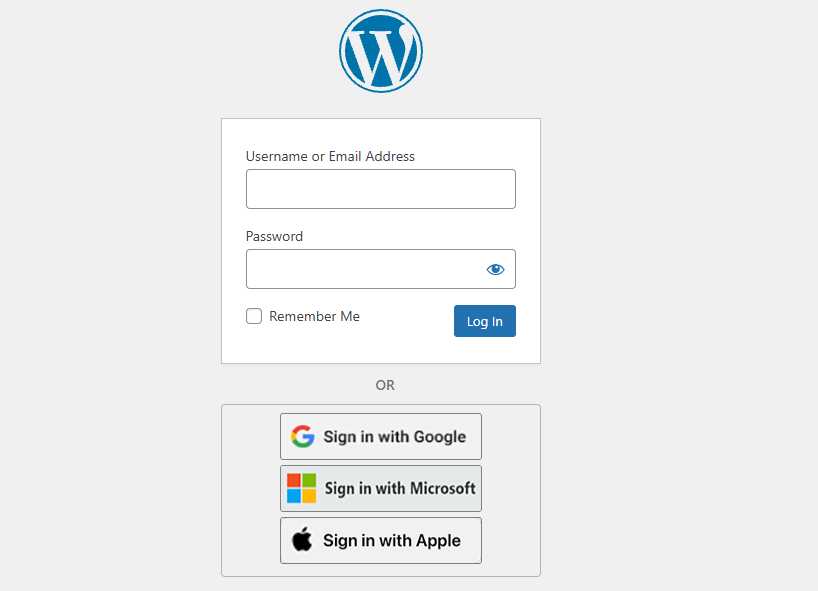 Username or Email Address
Password
Remember Me
Log In
OR
Sign in with Google
Sign in with Microsoft
Sign in with Apple